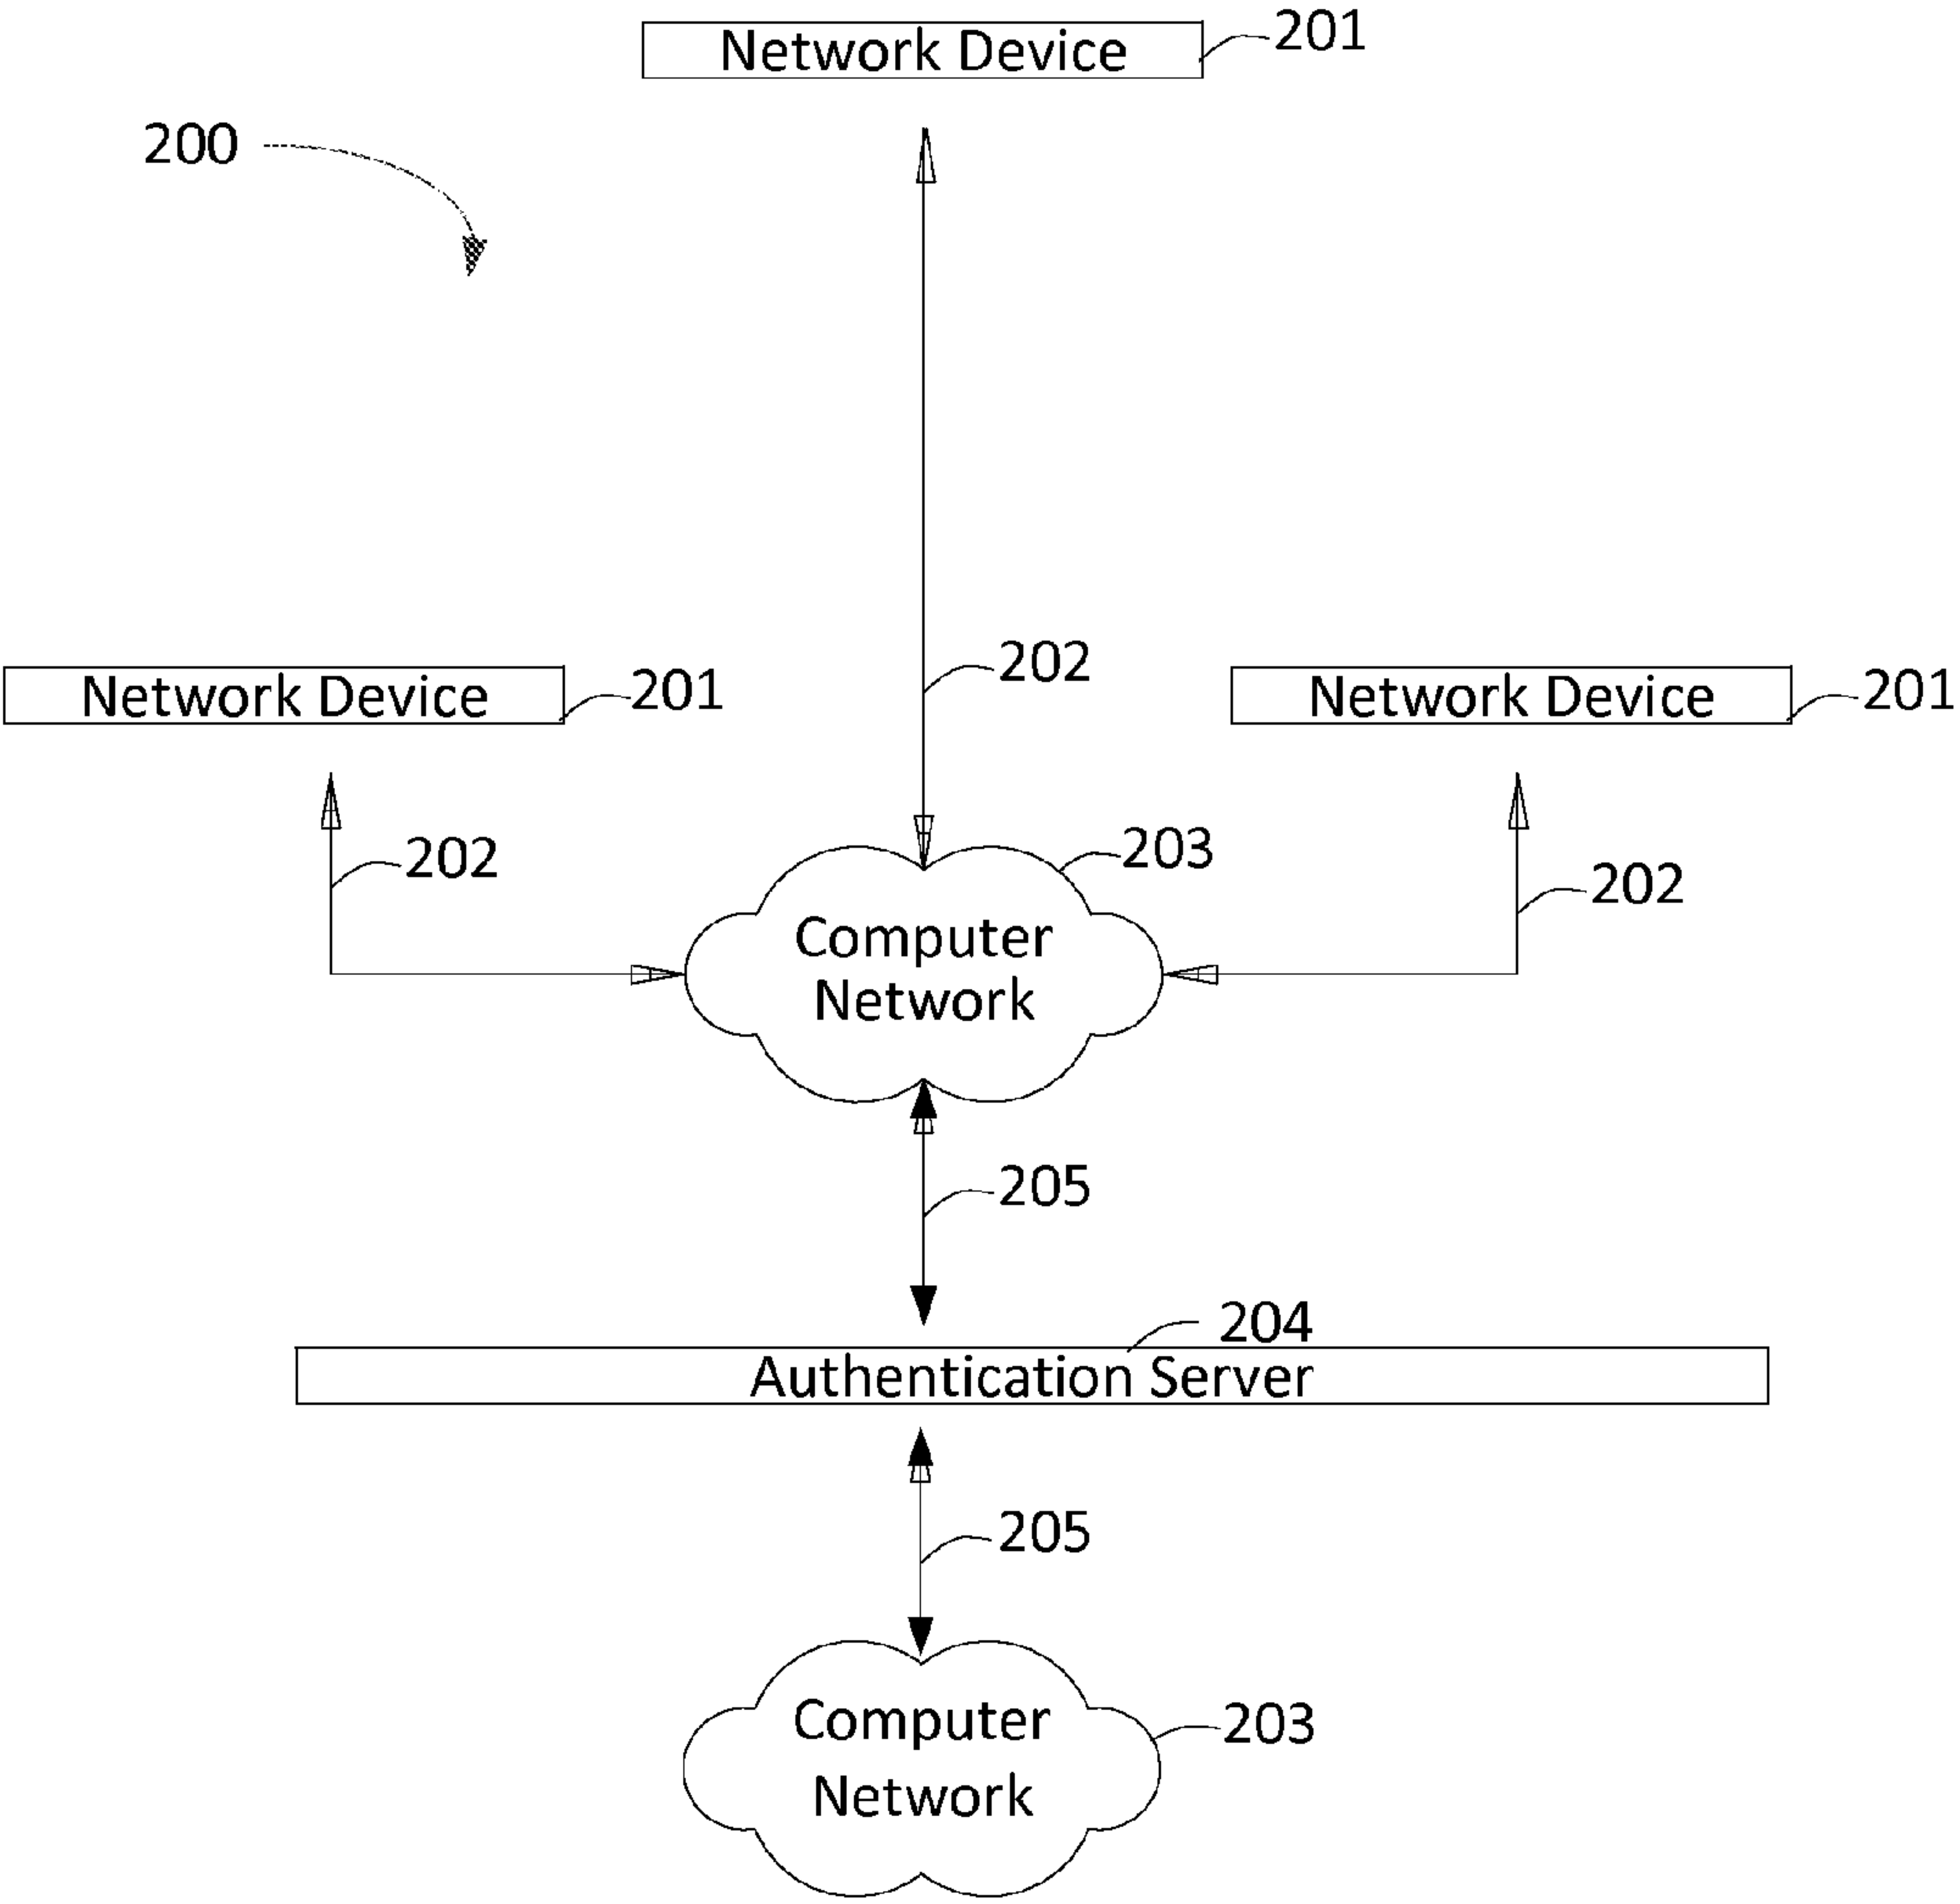 Network Device
201
200
202
Network Device
201
Network Device
201
202
203
202
Computer
Network
205
204
Authentication Server
205
Computer
Network
203